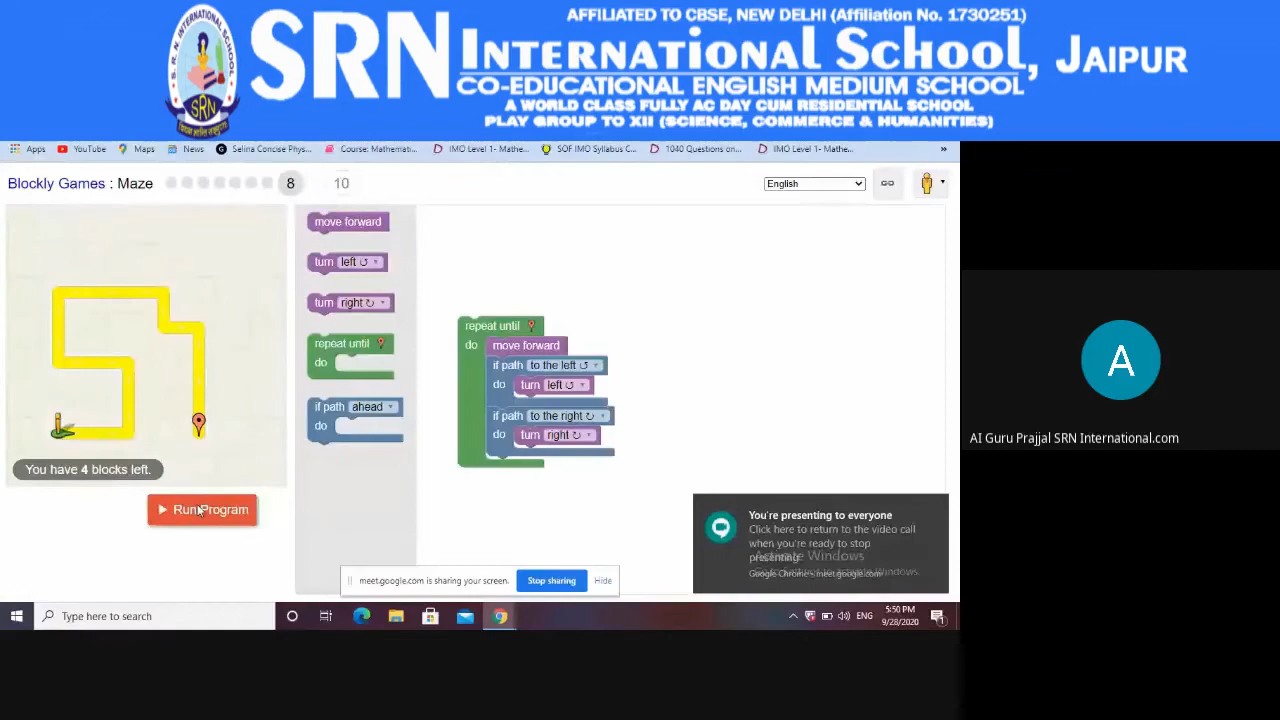 AFFILIATED TO CBSE, NEW DELHI (Affiliation No. 1730251)
SRN INTERNATIONAL SCHOOL, JAIPUR
CO-EDUCATIONAL ENGLISH MEDIUM SCHOOL
A WORLD CLASS FULLY AC DAY CUM RESIDENTIAL SCHOOL
PLAY GROUP TO XII (SCIENCE, COMMERCE & HUMANITIES)
S. R. N. INTERNATIONAL SCHOOL
SRN
Apps YouTube Maps News Selina Concise Phys... Course: Mathemati... IMO Level 1- Mathe... SOF IMO Syllabus C... 1040 Questions on... IMO Level 1- Mathe... »
Blockly Games : Maze 8 10 English
move forward
turn left ↺
turn right ↻
repeat until
do
if path ahead
do
repeat until
do move forward
if path to the left ↺
do turn left ↺
if path to the right ↻
do turn right ↻
You have 4 blocks left.
Run Program
You're presenting to everyone
Click here to return to the video call
when you're ready to stop
presenting.
Activate Windows
Google Chrome • meet.google.com
meet.google.com is sharing your screen. Stop sharing Hide
A
AI Guru Prajjal SRN International.com
Type here to search
ENG
5:50 PM
9/28/2020
1